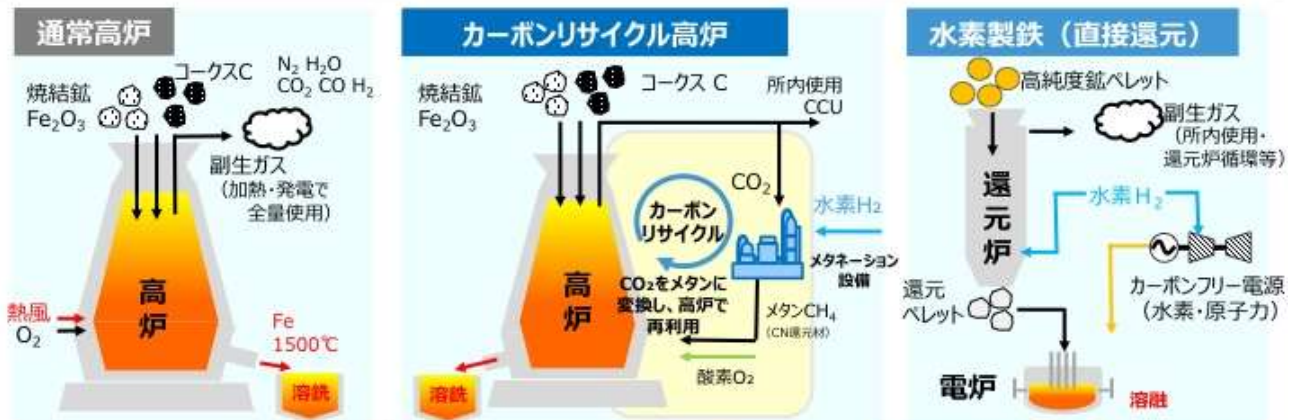 通常高炉
コークスC
N₂ H₂O
CO₂ CO H₂
焼結鉱
Fe₂O₃
副生ガス
(加熱・発電で
全量使用)
高
炉
熱風
O₂
Fe
1500℃
溶銑
カーボンリサイクル高炉
焼結鉱
Fe₂O₃
コークス C
所内使用
CCU
CO₂
カーボン
リサイクル
水素H₂
メタネーション
設備
CO₂をメタンに
変換し、高炉で
再利用
高
炉
メタンCH₄
(CN還元材)
酸素O₂
溶銑
水素製鉄（直接還元）
高純度鉱ペレット
副生ガス
(所内使用・
還元炉循環等)
還
元
炉
水素H₂
還元
ペレット
カーボンフリー電源
(水素・原子力)
電炉
溶融